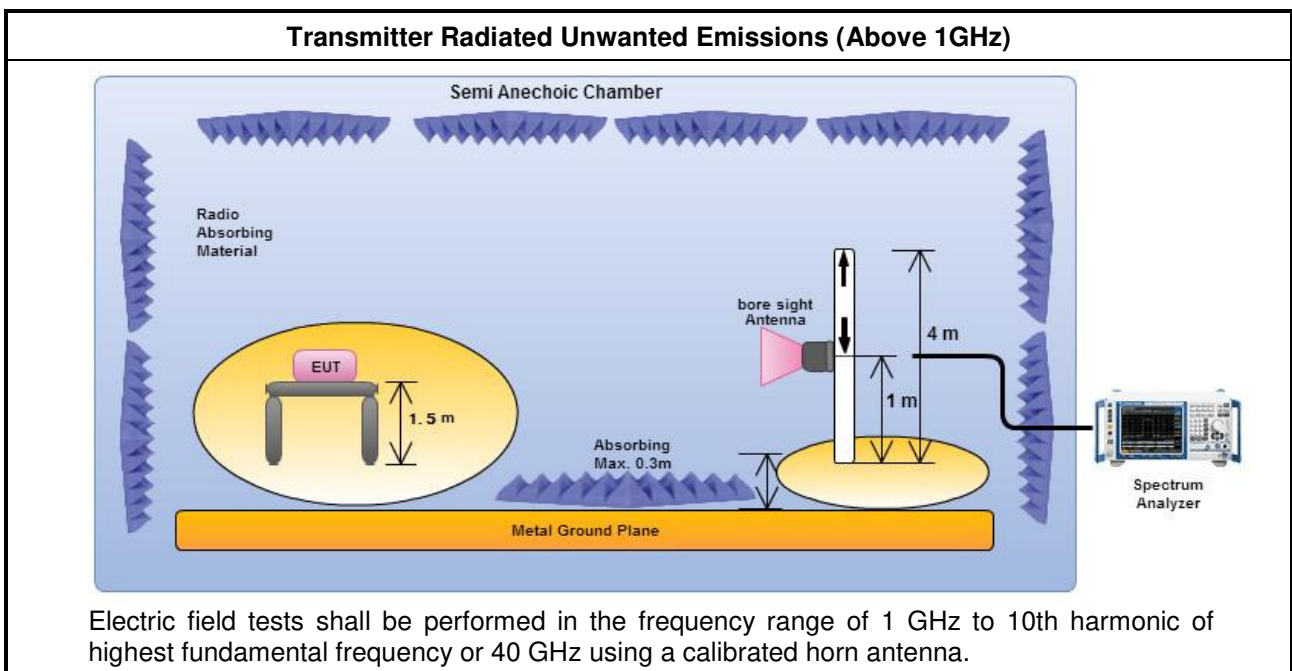 Transmitter Radiated Unwanted Emissions (Above 1GHz)
Semi Anechoic Chamber
Radio
Absorbing
Material
bore sight
Antenna
4 m
EUT
1 m
1. 5 m
Absorbing
Max. 0.3m
Spectrum
Analyzer
Metal Ground Plane
Electric field tests shall be performed in the frequency range of 1 GHz to 10th harmonic of
highest fundamental frequency or 40 GHz using a calibrated horn antenna.